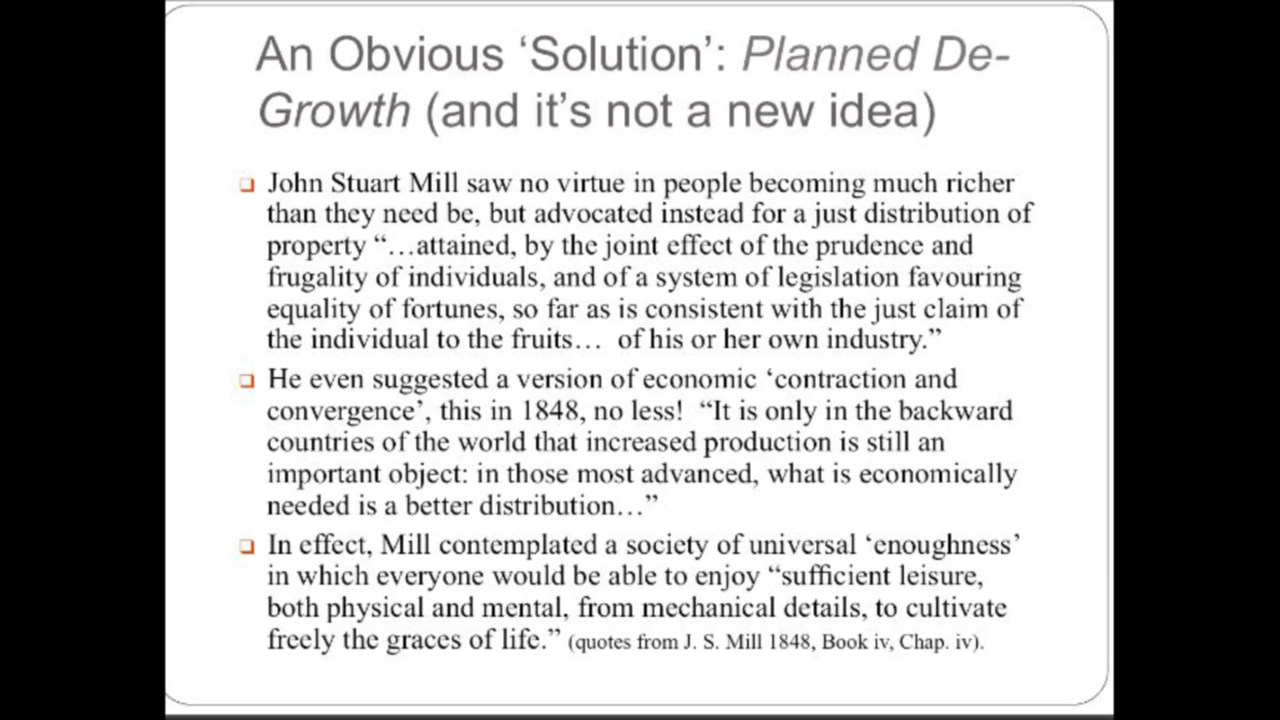 An Obvious ‘Solution’: Planned De-
Growth (and it’s not a new idea)
John Stuart Mill saw no virtue in people becoming much richer
than they need be, but advocated instead for a just distribution of
property “…attained, by the joint effect of the prudence and
frugality of individuals, and of a system of legislation favouring
equality of fortunes, so far as is consistent with the just claim of
the individual to the fruits… of his or her own industry.”
He even suggested a version of economic ‘contraction and
convergence’, this in 1848, no less! “It is only in the backward
countries of the world that increased production is still an
important object: in those most advanced, what is economically
needed is a better distribution…”
In effect, Mill contemplated a society of universal ‘enoughness’
in which everyone would be able to enjoy “sufficient leisure,
both physical and mental, from mechanical details, to cultivate
freely the graces of life.” (quotes from J. S. Mill 1848, Book iv, Chap. iv).